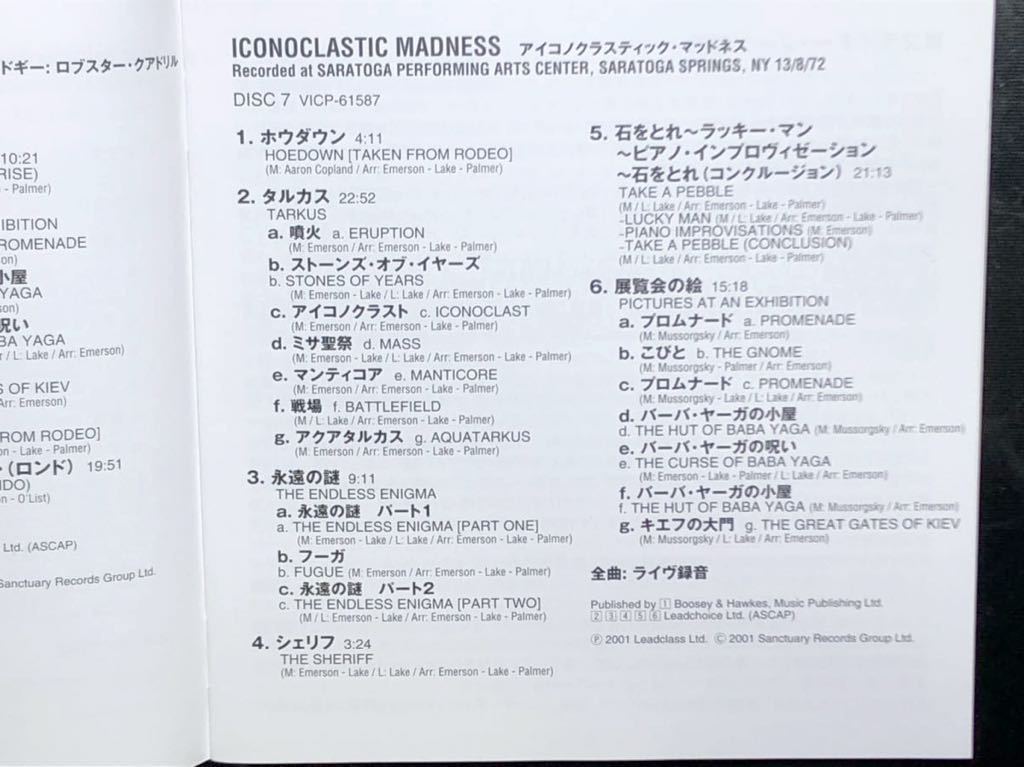 ドギー: ロブスター・クアドリル
10:21
RISE)
- Palmer)
HIBITION
PROMENADE
son)
小屋
YAGA
son)
呪い
BABA YAGA
r / L: Lake / Arr: Emerson)
S OF KIEV
Arr: Emerson)
FROM RODEO]
- Palmer)
(ロンド) 19:51
NDO)
on - O'List)
Ltd. (ASCAP)
Sanctuary Records Group Ltd.
ICONOCLASTIC MADNESS アイコノクラスティック・マッドネス
Recorded at SARATOGA PERFORMING ARTS CENTER, SARATOGA SPRINGS, NY 13/8/72
DISC 7 VICP-61587
1. ホウダウン 4:11
HOEDOWN [TAKEN FROM RODEO]
(M: Aaron Copland / Arr: Emerson - Lake - Palmer)
2. タルカス 22:52
TARKUS
a. 噴火 a. ERUPTION
(M: Emerson / Arr: Emerson - Lake - Palmer)
b. ストーンズ・オブ・イヤーズ
b. STONES OF YEARS
(M: Emerson - Lake / L: Lake / Arr: Emerson - Lake - Palmer)
c. アイコノクラスト c. ICONOCLAST
(M: Emerson / Arr: Emerson - Lake - Palmer)
d. ミサ聖祭 d. MASS
(M: Emerson - Lake / L: Lake / Arr: Emerson - Lake - Palmer)
e. マンティコア e. MANTICORE
(M: Emerson / Arr: Emerson - Lake - Palmer)
f. 戦場 f. BATTLEFIELD
(M / L: Lake / Arr: Emerson - Lake - Palmer)
g. アクアタルカス g. AQUATARKUS
(M: Emerson / Arr: Emerson - Lake - Palmer)
3. 永遠の謎 9:11
THE ENDLESS ENIGMA
a. 永遠の謎 パート1
a. THE ENDLESS ENIGMA [PART ONE]
(M: Emerson - Lake / L: Lake / Arr: Emerson - Lake - Palmer)
b. フーガ
b. FUGUE (M: Emerson / Arr: Emerson - Lake - Palmer)
c. 永遠の謎 パート2
c. THE ENDLESS ENIGMA [PART TWO]
(M / L: Emerson - Lake / Arr: Emerson - Lake - Palmer)
4. シェリフ 3:24
THE SHERIFF
(M: Emerson - Lake / L: Lake / Arr: Emerson - Lake - Palmer)
5. 石をとれ〜ラッキー・マン
〜ピアノ・インプロヴィゼーション
〜石をとれ (コンクルージョン) 21:13
TAKE A PEBBLE
(M / L: Lake / Arr: Emerson - Lake - Palmer)
-LUCKY MAN (M / L: Lake / Arr: Emerson - Lake - Palmer)
-PIANO IMPROVISATIONS (M: Emerson)
-TAKE A PEBBLE (CONCLUSION)
(M / L: Lake / Arr: Emerson - Lake - Palmer)
6. 展覧会の絵 15:18
PICTURES AT AN EXHIBITION
a. プロムナード a. PROMENADE
(M: Mussorgsky / Arr: Emerson)
b. こびと b. THE GNOME
(M: Mussorgsky - Palmer / Arr: Emerson)
c. プロムナード c. PROMENADE
(M: Mussorgsky - Lake / L: Lake / Arr: Emerson)
d. バーバ・ヤーガの小屋
d. THE HUT OF BABA YAGA (M: Mussorgsky / Arr: Emerson)
e. バーバ・ヤーガの呪い
e. THE CURSE OF BABA YAGA
(M: Emerson - Lake - Palmer / L: Lake / Arr: Emerson)
f. バーバ・ヤーガの小屋
f. THE HUT OF BABA YAGA (M: Mussorgsky / Arr: Emerson)
g. キエフの大門 g. THE GREAT GATES OF KIEV
(M: Mussorgsky / L: Lake / Arr: Emerson)
全曲: ライヴ録音
Published by 1 Boosey & Hawkes, Music Publishing Ltd.
2 3 4 5 6 Leadchoice Ltd. (ASCAP)
℗ 2001 Leadclass Ltd. © 2001 Sanctuary Records Group Ltd.